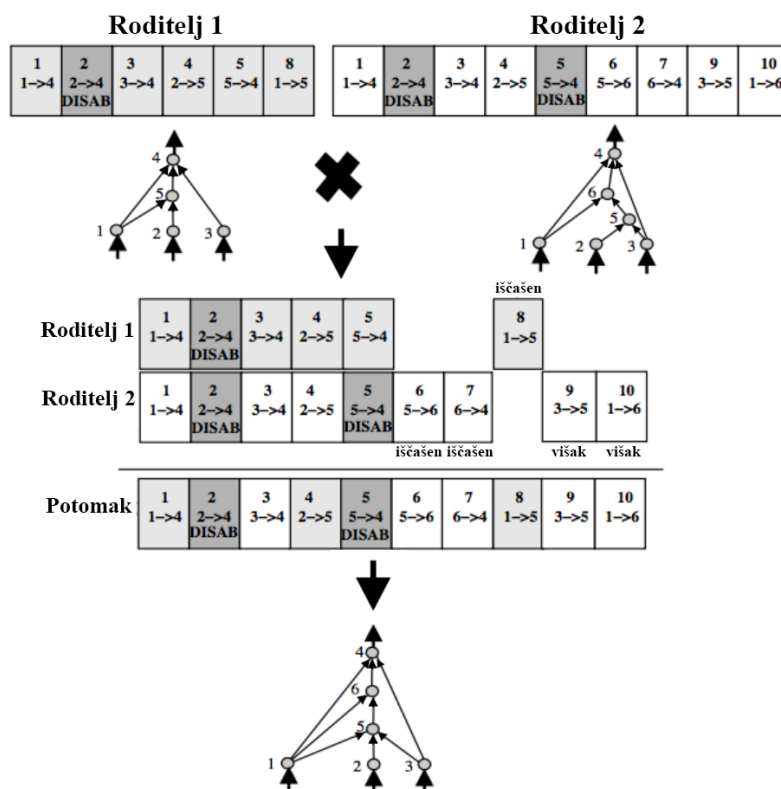 Roditelj 1 Roditelj 2
1 2 3 4 5 8 1 2 3 4 5 6 7 9 10
1->4 2->4 3->4 2->5 5->4 1->5 1->4 2->4 3->4 2->5 5->4 5->6 6->4 3->5 1->6
DISAB DISAB DISAB
4 4
5 6
5
1 2 3 1 2 3
iščašen
Roditelj 1 1 2 3 4 5 8
1->4 2->4 3->4 2->5 5->4 1->5
DISAB
Roditelj 2 1 2 3 4 5 6 7 9 10
1->4 2->4 3->4 2->5 5->4 5->6 6->4 3->5 1->6
DISAB DISAB
iščašen iščašen višak višak
Potomak 1 2 3 4 5 6 7 8 9 10
1->4 2->4 3->4 2->5 5->4 5->6 6->4 1->5 3->5 1->6
DISAB DISAB
4
6
5
1 2 3